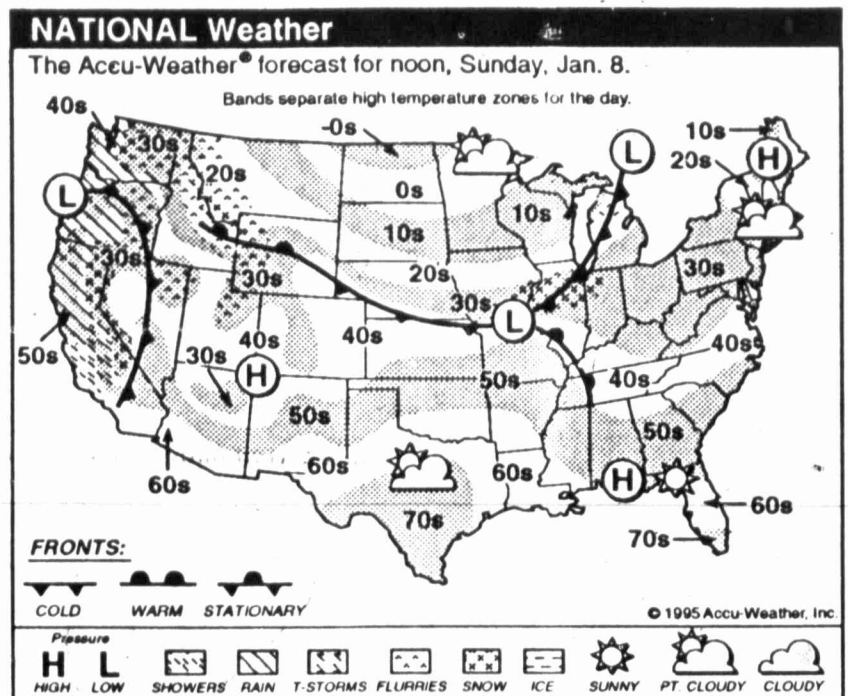 NATIONAL Weather
The Accu-Weather® forecast for noon, Sunday, Jan. 8.
Bands separate high temperature zones for the day.
40s
-0s
10s
L
30s
20s
H
20s
L
0s
10s
10s
30s
30s
20s
30s
30s
L
50s
40s
40s
40s
30s
H
50s
40s
50s
50s
60s
60s
H
60s
60s
70s
70s
FRONTS:
COLD WARM STATIONARY
© 1995 Accu-Weather, Inc.
Pressure
H L
HIGH LOW SHOWERS RAIN T-STORMS FLURRIES SNOW ICE SUNNY PT. CLOUDY CLOUDY